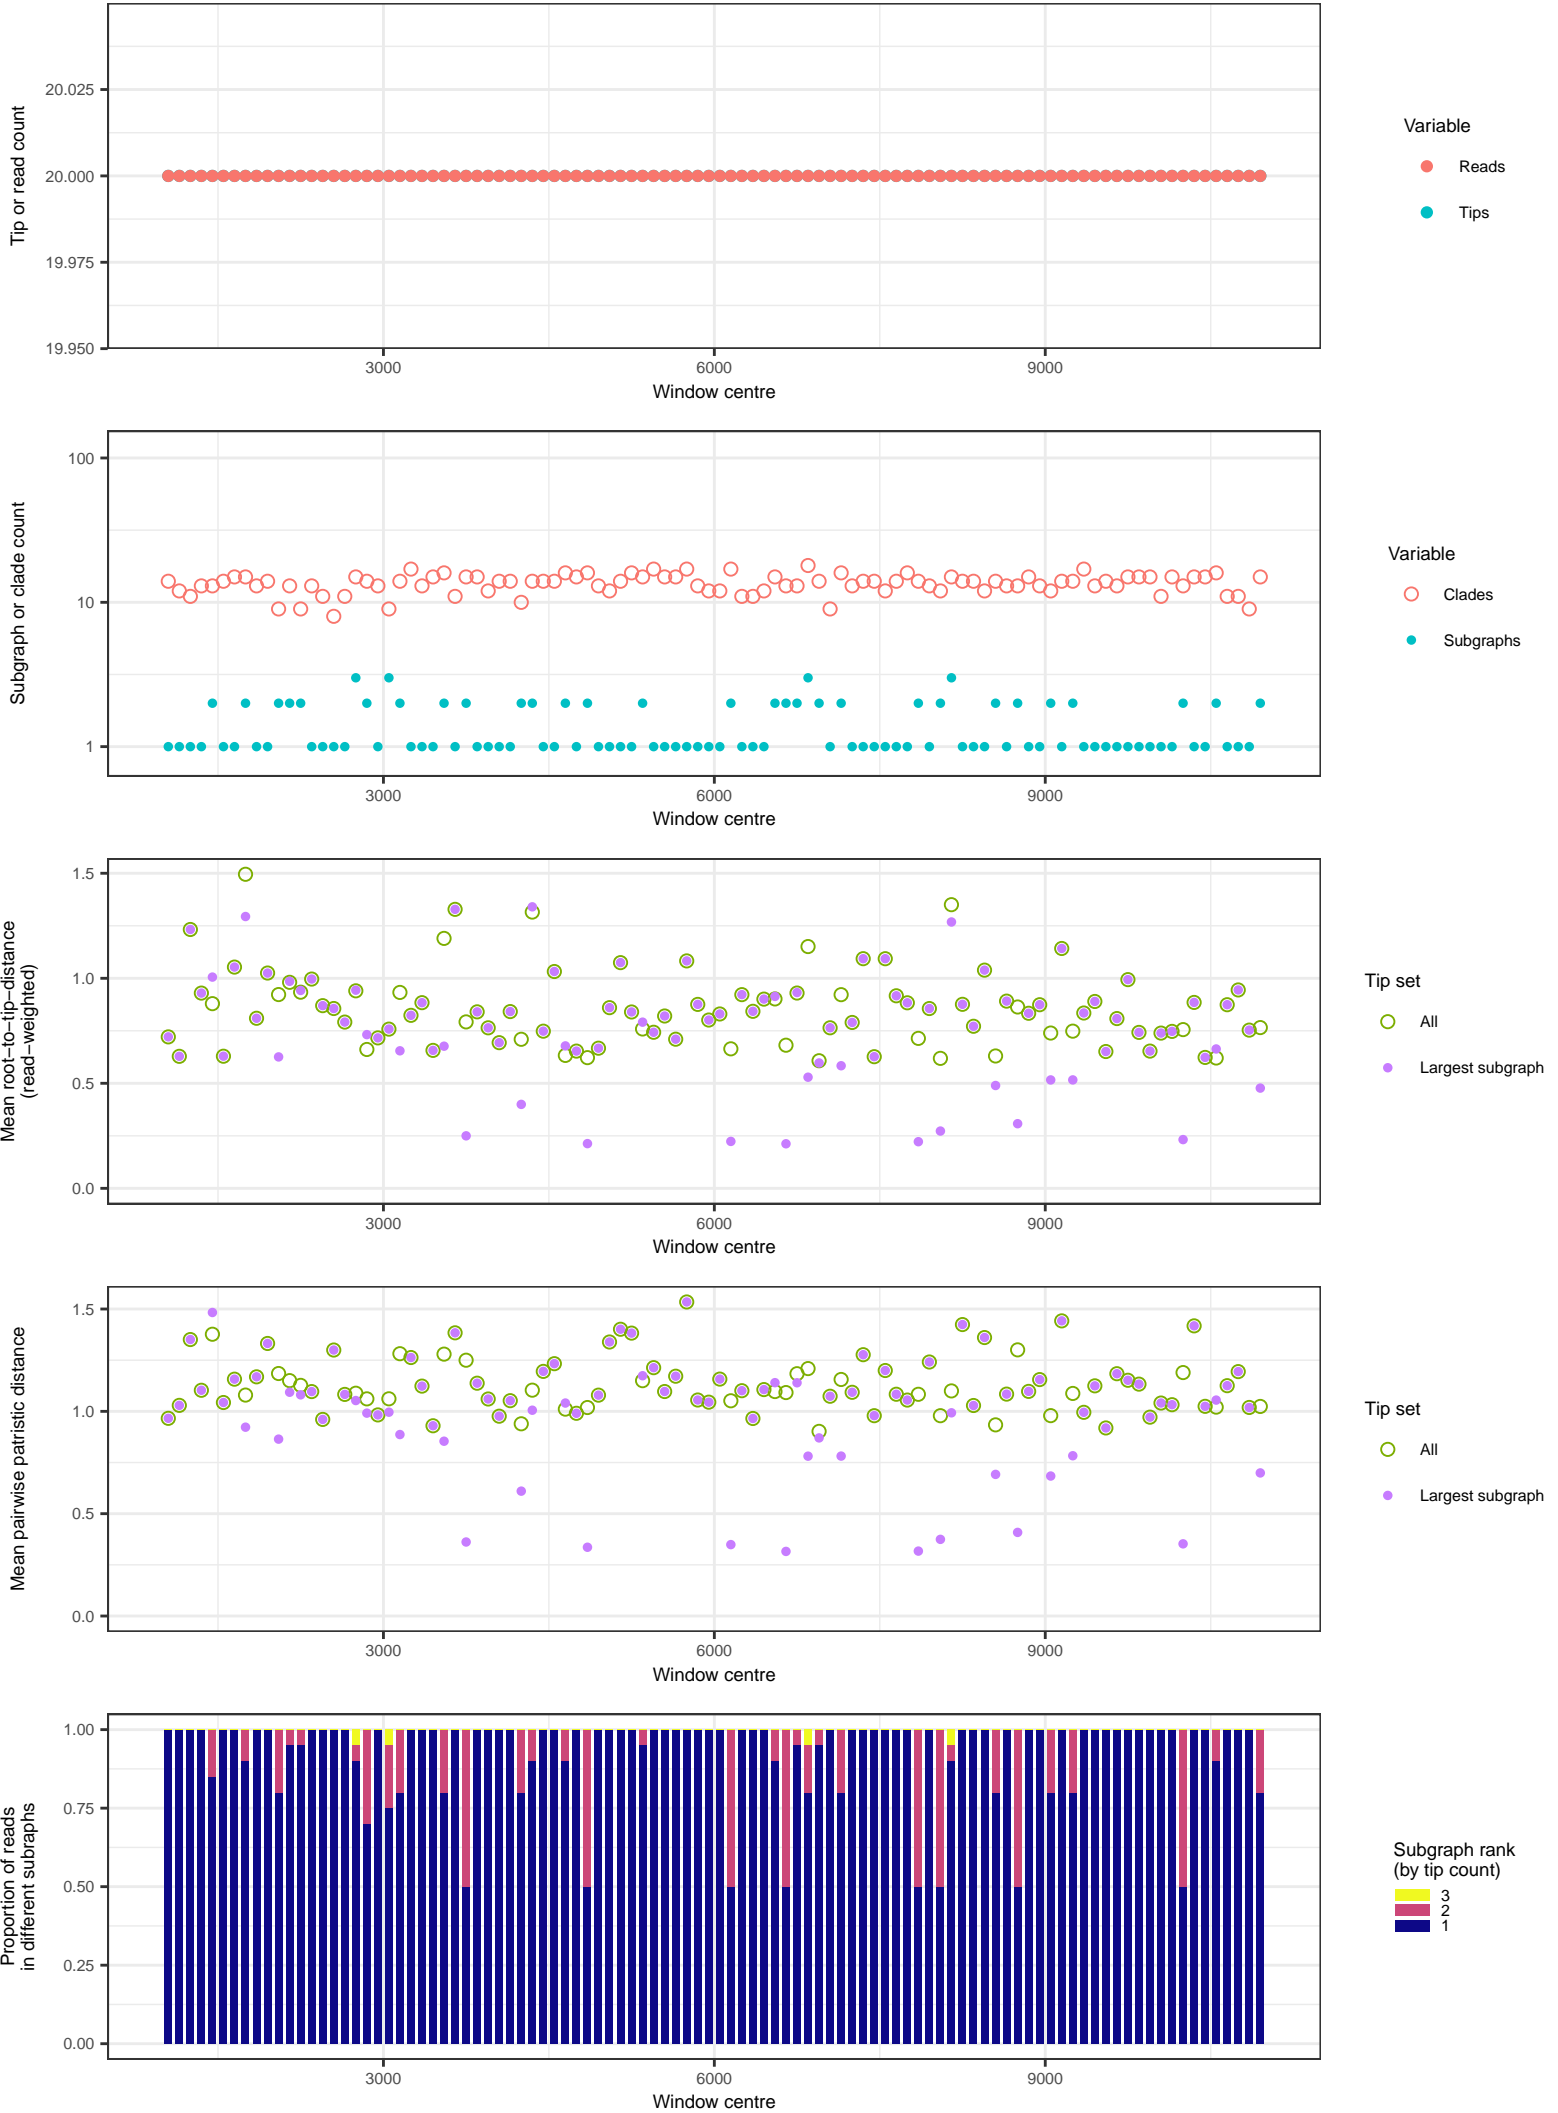 Tip or read count
20.025
20.000
19.975
19.950
3000
6000
9000
Window centre
Variable
Reads
Tips
Subgraph or clade count
100
10
1
3000
6000
9000
Window centre
Variable
Clades
Subgraphs
Mean root−to−tip−distance
(read−weighted)
1.5
1.0
0.5
0.0
3000
6000
9000
Window centre
Tip set
All
Largest subgraph
Mean pairwise patristic distance
1.5
1.0
0.5
0.0
3000
6000
9000
Window centre
Tip set
All
Largest subgraph
Proportion of reads
in different subraphs
1.00
0.75
0.50
0.25
0.00
3000
6000
9000
Window centre
Subgraph rank
(by tip count)
3
2
1